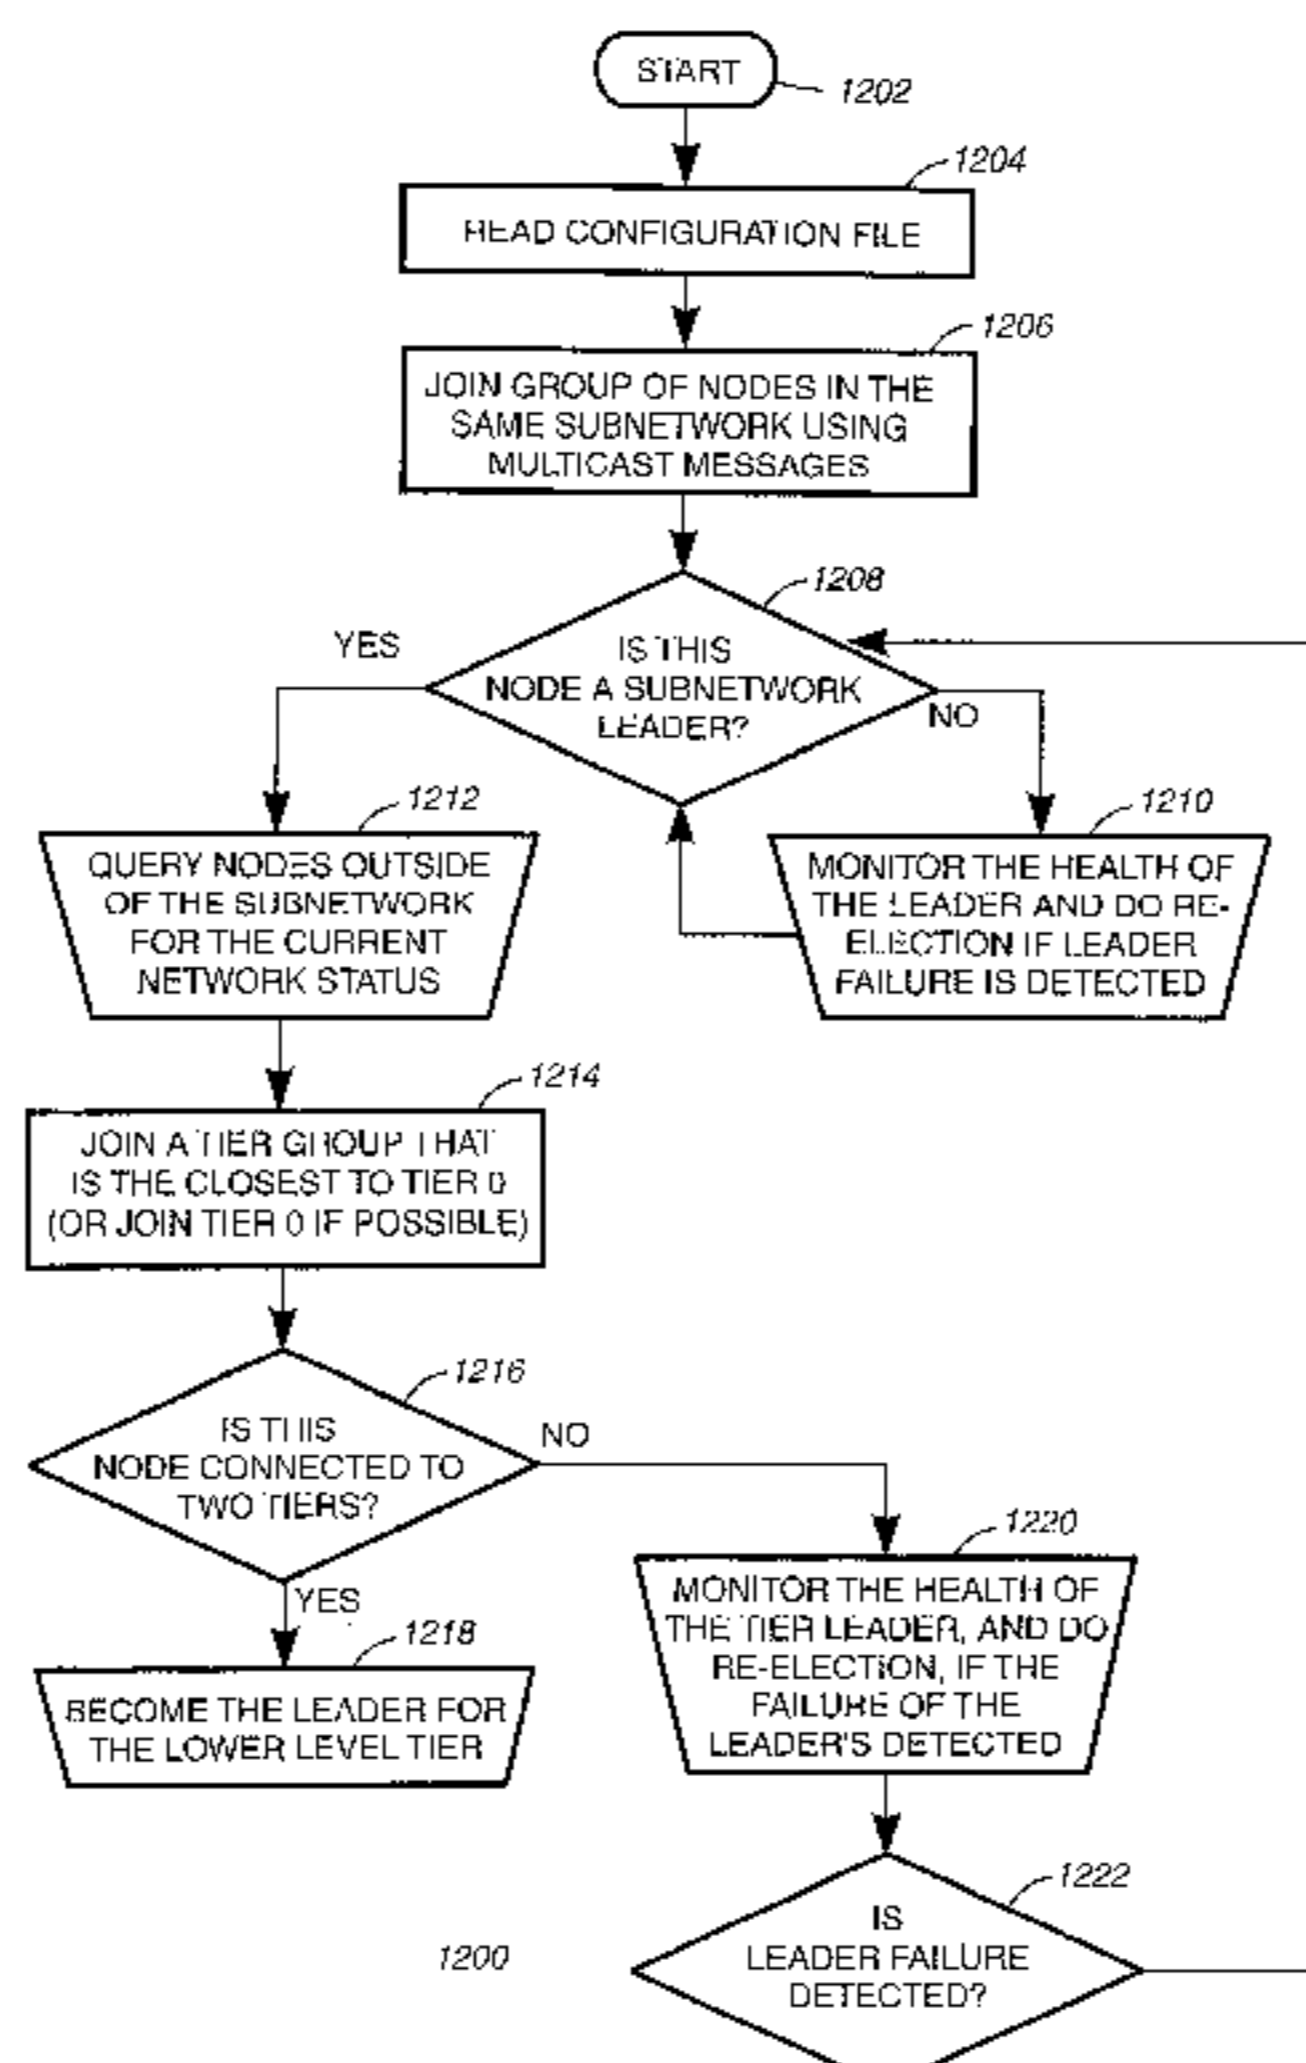 START
1202
1204
READ CONFIGURATION FILE
1206
JOIN GROUP OF NODES IN THE
SAME SUBNETWORK USING
MULTICAST MESSAGES
1208
IS THIS
NODE A SUBNETWORK
LEADER?
YES
NO
1212
QUERY NODES OUTSIDE
OF THE SUBNETWORK
FOR THE CURRENT
NETWORK STATUS
1210
MONITOR THE HEALTH OF
THE LEADER AND DO RE-
ELECTION IF LEADER
FAILURE IS DETECTED
1214
JOIN A TIER GROUP THAT
IS THE CLOSEST TO TIER 0
(OR JOIN TIER 0 IF POSSIBLE)
1216
IS THIS
NODE CONNECTED TO
TWO TIERS?
NO
YES
1218
BECOME THE LEADER FOR
THE LOWER LEVEL TIER
1220
MONITOR THE HEALTH OF
THE TIER LEADER, AND DO
RE-ELECTION, IF THE
FAILURE OF THE
LEADER'S DETECTED
1222
IS
LEADER FAILURE
DETECTED?
1200